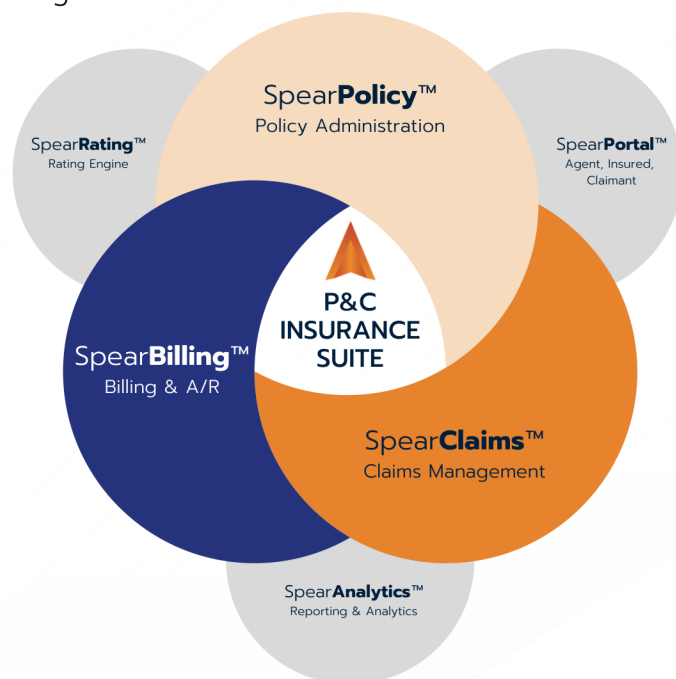 SpearPolicy™
Policy Administration
SpearRating™
Rating Engine
SpearPortal™
Agent, Insured,
Claimant
P&C
INSURANCE
SUITE
SpearBilling™
Billing & A/R
SpearClaims™
Claims Management
SpearAnalytics™
Reporting & Analytics